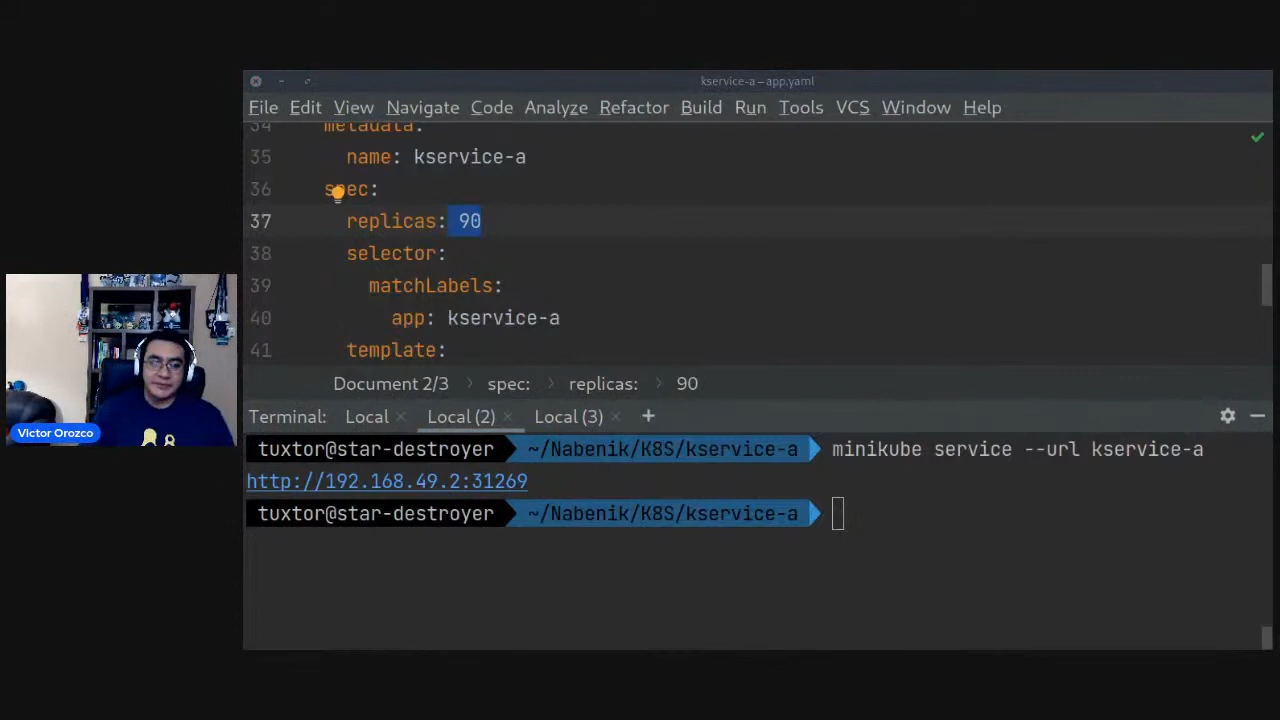 kservice-a – app.yaml
File Edit View Navigate Code Analyze Refactor Build Run Tools VCS Window Help
34 metadata:
35 name: kservice-a
36 spec:
37 replicas: 90
38 selector:
39 matchLabels:
40 app: kservice-a
41 template:
Document 2/3 › spec: › replicas: › 90
Terminal: Local × Local (2) × Local (3) × +
tuxtor@star-destroyer ~/Nabenik/K8S/kservice-a minikube service --url kservice-a
http://192.168.49.2:31269
tuxtor@star-destroyer ~/Nabenik/K8S/kservice-a
Victor Orozco